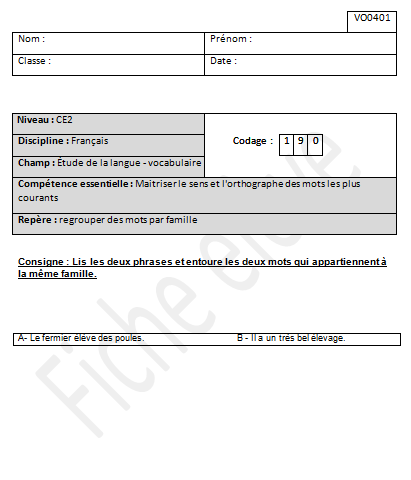 VO0401
Nom : Prénom :
Classe : Date :
Niveau : CE2
Discipline : Français Codage : 1 9 0
Champ : Étude de la langue - vocabulaire
Compétence essentielle : Maitriser le sens et l'orthographe des mots les plus
courants
Repère : regrouper des mots par famille
Consigne : Lis les deux phrases et entoure les deux mots qui appartiennent à
la même famille.
A- Le fermier élève des poules. B - Il a un très bel élevage.
Fiche élève